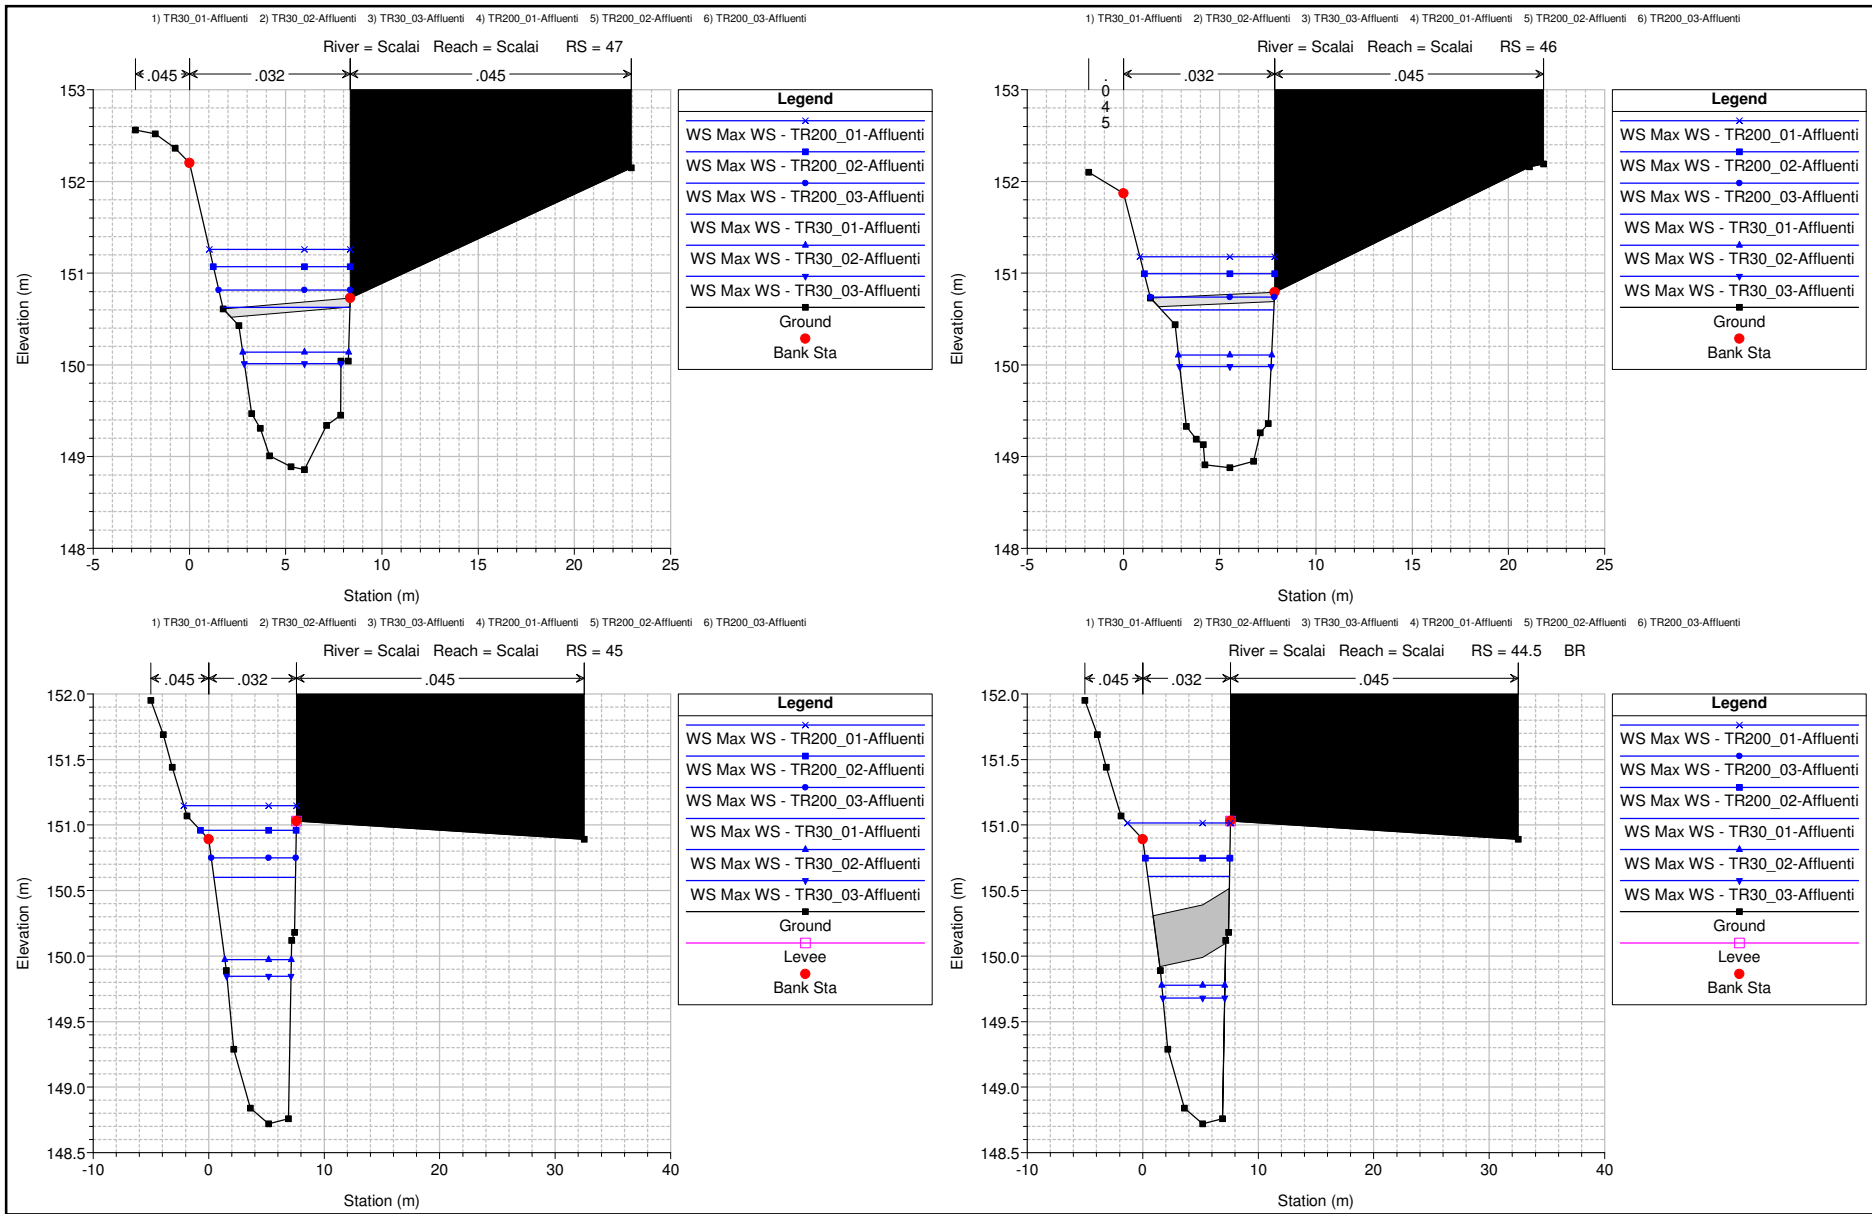 1) TR30_01-Affluenti 2) TR30_02-Affluenti 3) TR30_03-Affluenti 4) TR200_01-Affluenti 5) TR200_02-Affluenti 6) TR200_03-Affluenti
River = Scalai Reach = Scalai RS = 47
.045 .032 .045
153
152
151
150
149
148
Elevation (m)
-5 0 5 10 15 20 25
Station (m)
Legend
WS Max WS - TR200_01-Affluenti
WS Max WS - TR200_02-Affluenti
WS Max WS - TR200_03-Affluenti
WS Max WS - TR30_01-Affluenti
WS Max WS - TR30_02-Affluenti
WS Max WS - TR30_03-Affluenti
Ground
Bank Sta
1) TR30_01-Affluenti 2) TR30_02-Affluenti 3) TR30_03-Affluenti 4) TR200_01-Affluenti 5) TR200_02-Affluenti 6) TR200_03-Affluenti
River = Scalai Reach = Scalai RS = 46
.045 .032 .045
153
152
151
150
149
148
Elevation (m)
-5 0 5 10 15 20 25
Station (m)
Legend
WS Max WS - TR200_01-Affluenti
WS Max WS - TR200_02-Affluenti
WS Max WS - TR200_03-Affluenti
WS Max WS - TR30_01-Affluenti
WS Max WS - TR30_02-Affluenti
WS Max WS - TR30_03-Affluenti
Ground
Bank Sta
1) TR30_01-Affluenti 2) TR30_02-Affluenti 3) TR30_03-Affluenti 4) TR200_01-Affluenti 5) TR200_02-Affluenti 6) TR200_03-Affluenti
River = Scalai Reach = Scalai RS = 45
.045 .032 .045
152.0
151.5
151.0
150.5
150.0
149.5
149.0
148.5
Elevation (m)
-10 0 10 20 30 40
Station (m)
Legend
WS Max WS - TR200_01-Affluenti
WS Max WS - TR200_02-Affluenti
WS Max WS - TR200_03-Affluenti
WS Max WS - TR30_01-Affluenti
WS Max WS - TR30_02-Affluenti
WS Max WS - TR30_03-Affluenti
Ground
Levee
Bank Sta
1) TR30_01-Affluenti 2) TR30_02-Affluenti 3) TR30_03-Affluenti 4) TR200_01-Affluenti 5) TR200_02-Affluenti 6) TR200_03-Affluenti
River = Scalai Reach = Scalai RS = 44.5 BR
.045 .032 .045
152.0
151.5
151.0
150.5
150.0
149.5
149.0
148.5
Elevation (m)
-10 0 10 20 30 40
Station (m)
Legend
WS Max WS - TR200_01-Affluenti
WS Max WS - TR200_03-Affluenti
WS Max WS - TR200_02-Affluenti
WS Max WS - TR30_01-Affluenti
WS Max WS - TR30_02-Affluenti
WS Max WS - TR30_03-Affluenti
Ground
Levee
Bank Sta